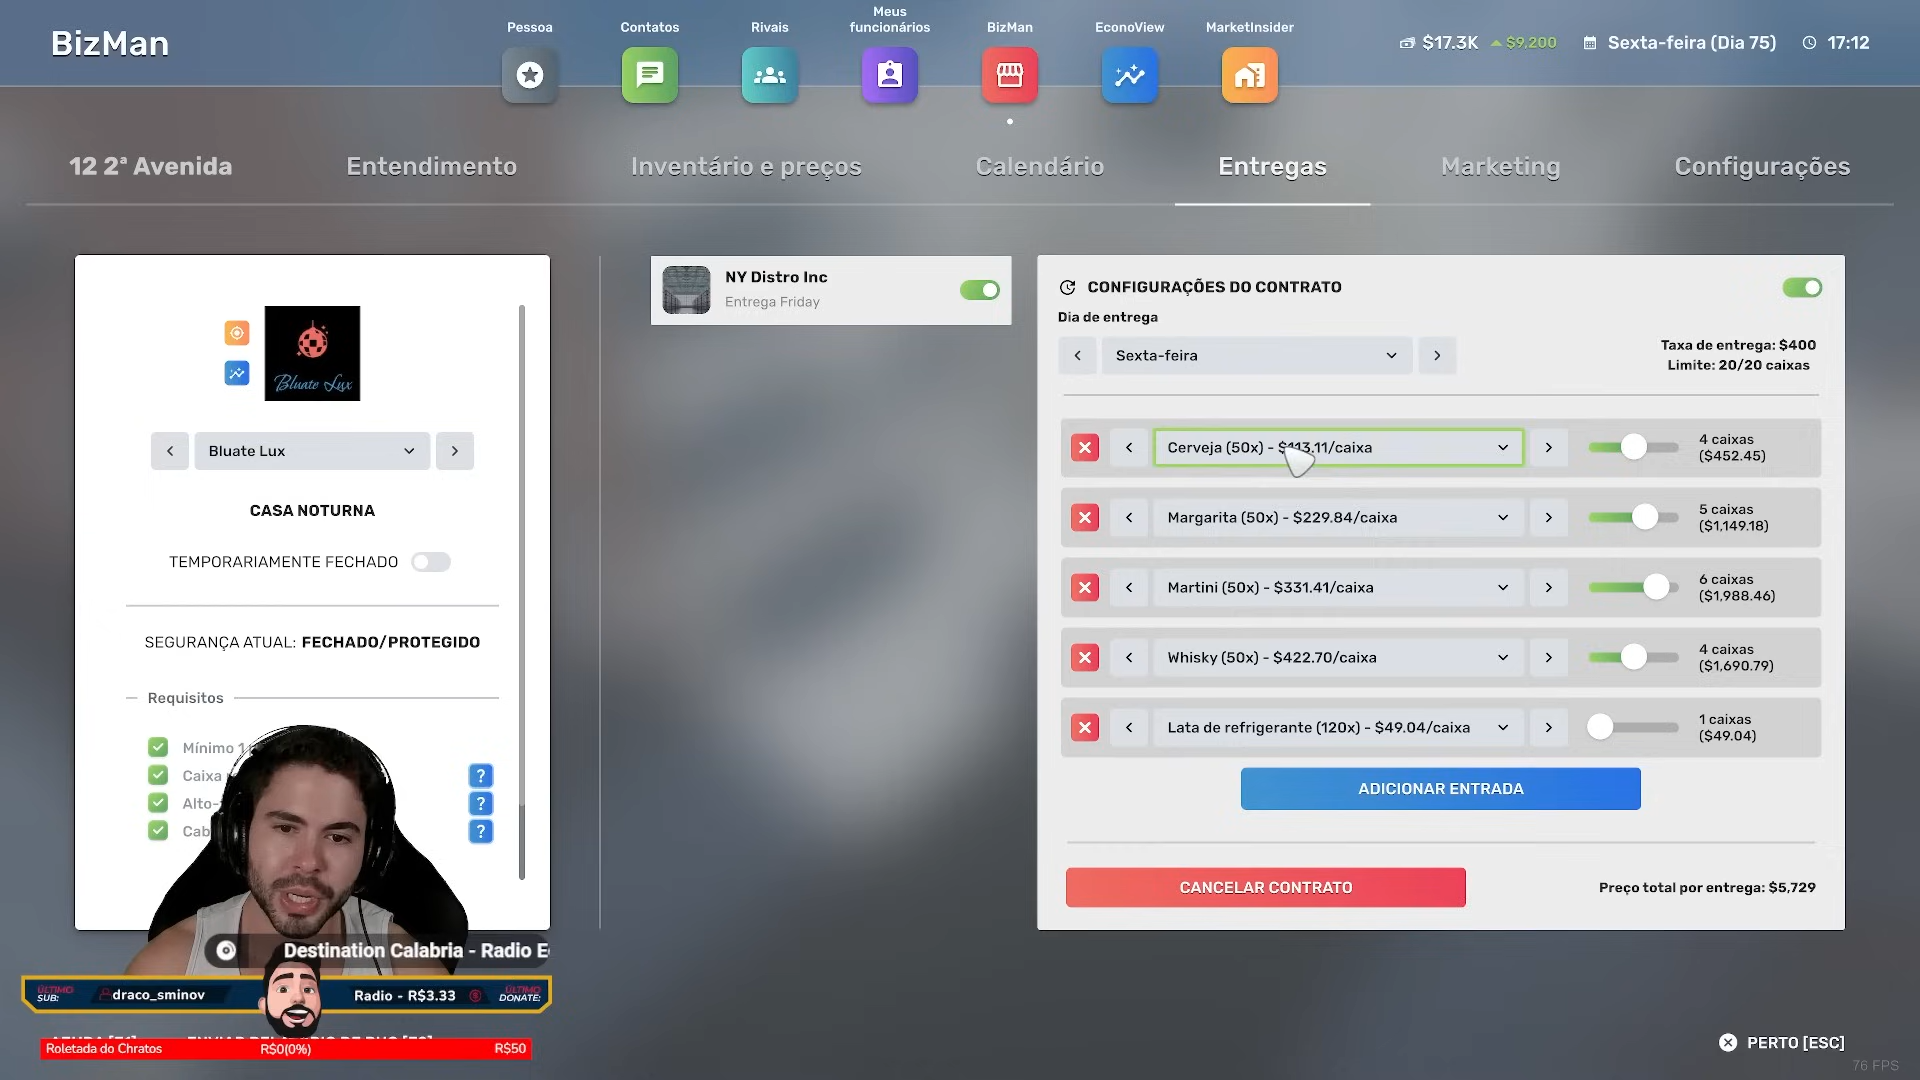 BizMan
Pessoa
Contatos
Rivais
Meus
funcionários
BizMan
EconoView
MarketInsider
$17.3K
$9,200
Sexta-feira (Dia 75)
17:12
12 2ª Avenida
Entendimento
Inventário e preços
Calendário
Entregas
Marketing
Configurações
Bluate Lux
Bluate Lux
CASA NOTURNA
TEMPORARIAMENTE FECHADO
SEGURANÇA ATUAL: FECHADO/PROTEGIDO
Requisitos
Mínimo 1
Caixa
?
Alto-
?
Cab
?
NY Distro Inc
Entrega Friday
CONFIGURAÇÕES DO CONTRATO
Dia de entrega
Sexta-feira
Taxa de entrega: $400
Limite: 20/20 caixas
Cerveja (50x) - $113.11/caixa
4 caixas
($452.45)
Margarita (50x) - $229.84/caixa
5 caixas
($1,149.18)
Martini (50x) - $331.41/caixa
6 caixas
($1,988.46)
Whisky (50x) - $422.70/caixa
4 caixas
($1,690.79)
Lata de refrigerante (120x) - $49.04/caixa
1 caixas
($49.04)
ADICIONAR ENTRADA
CANCELAR CONTRATO
Preço total por entrega: $5,729
Destination Calabria - Radio E
ÚLTIMO
SUB:
draco_sminov
Radio - R$3.33
ÚLTIMO
DONATE:
Roletada do Chratos
R$0(0%)
R$50
PERTO [ESC]
76 FPS